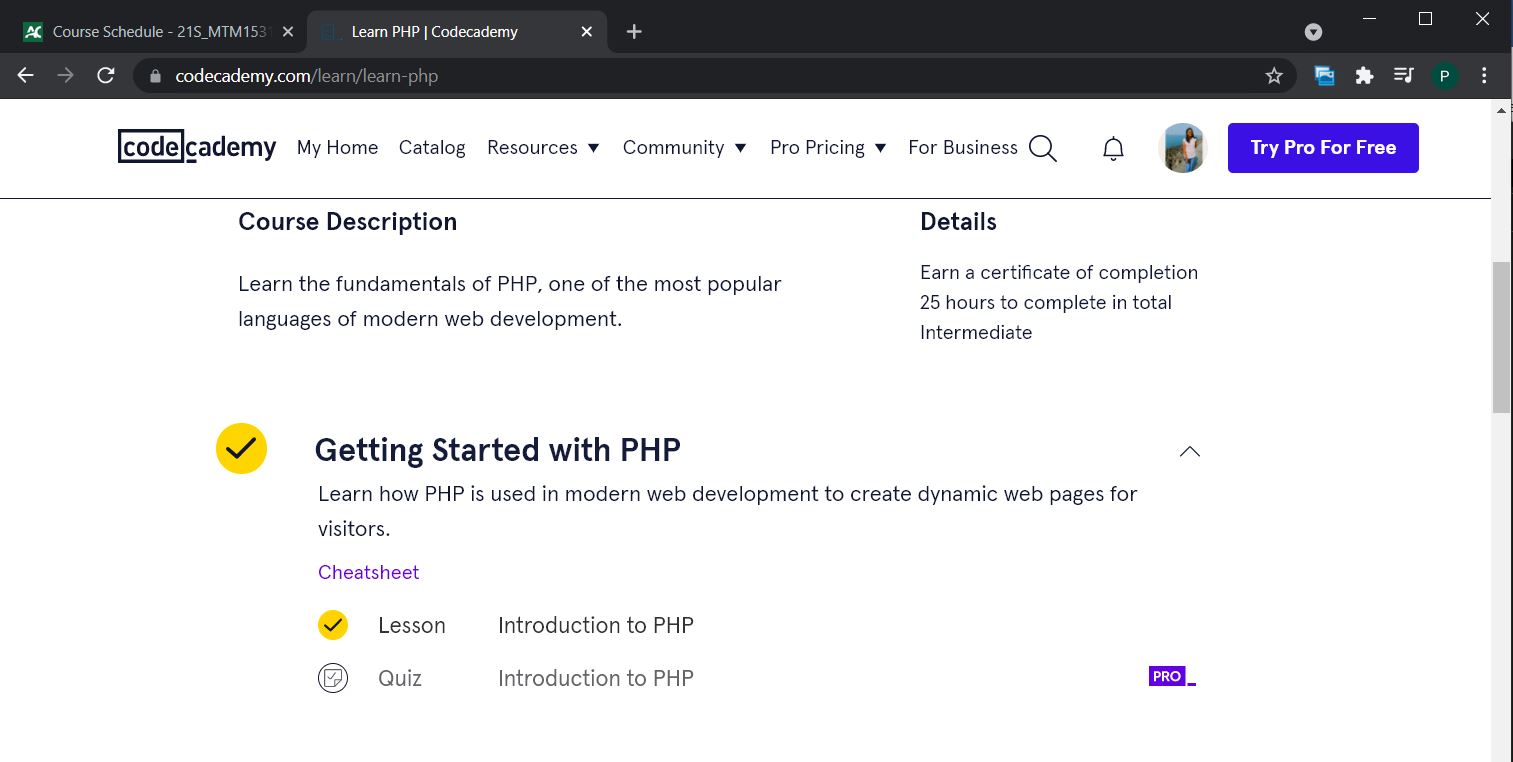 Course Schedule - 21S_MTM1531
Learn PHP | Codecademy
codecademy.com/learn/learn-php
P
codecademy My Home Catalog Resources Community Pro Pricing For Business Try Pro For Free
Course Description
Learn the fundamentals of PHP, one of the most popular
languages of modern web development.
Details
Earn a certificate of completion
25 hours to complete in total
Intermediate
Getting Started with PHP
Learn how PHP is used in modern web development to create dynamic web pages for
visitors.
Cheatsheet
Lesson Introduction to PHP
Quiz Introduction to PHP PRO_